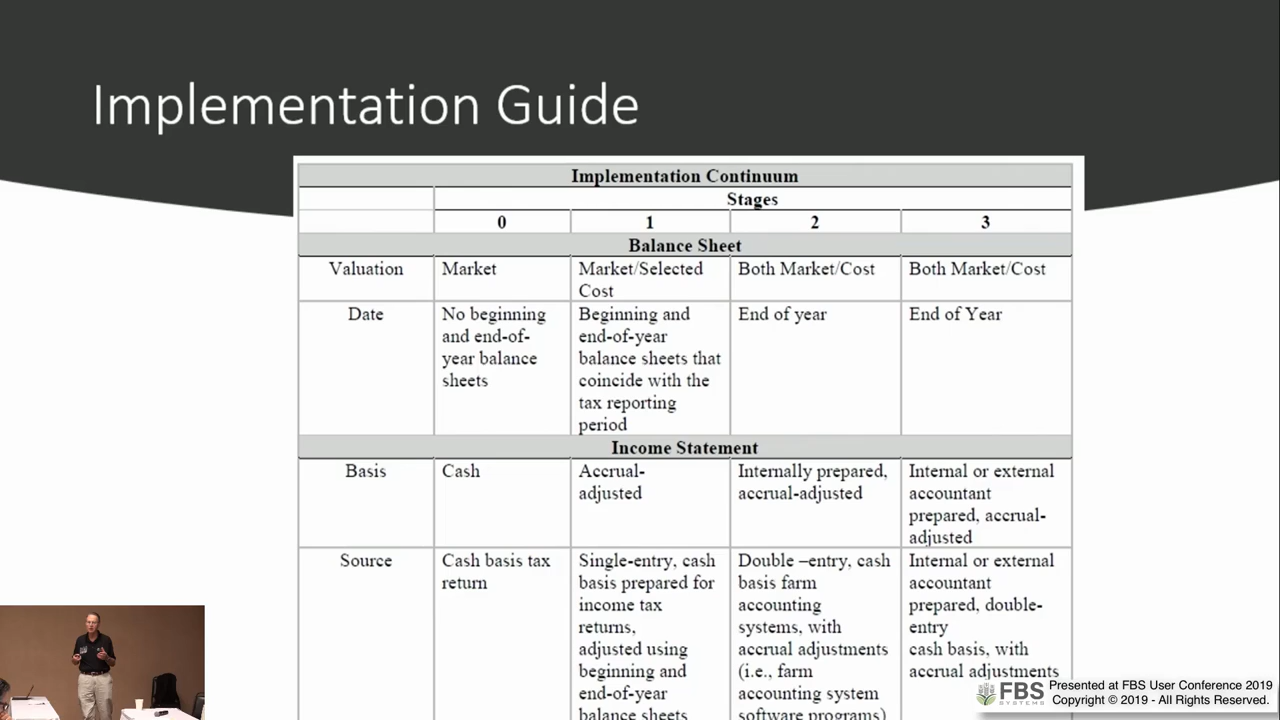 Implementation Guide
Implementation Continuum
Stages
0 1 2 3
Balance Sheet
Valuation Market Market/Selected Cost Both Market/Cost Both Market/Cost
Date No beginning and end-of-year balance sheets Beginning and end-of-year balance sheets that coincide with the tax reporting period End of year End of Year
Income Statement
Basis Cash Accrual-adjusted Internally prepared, accrual-adjusted Internal or external accountant prepared, accrual-adjusted
Source Cash basis tax return Single-entry, cash basis prepared for income tax returns, adjusted using beginning and end-of-year balance sheets Double –entry, cash basis farm accounting systems, with accrual adjustments (i.e., farm accounting system software programs) Internal or external accountant prepared, double-entry cash basis, with accrual adjustments
FBS SYSTEMS
Presented at FBS User Conference 2019
Copyright © 2019 - All Rights Reserved.